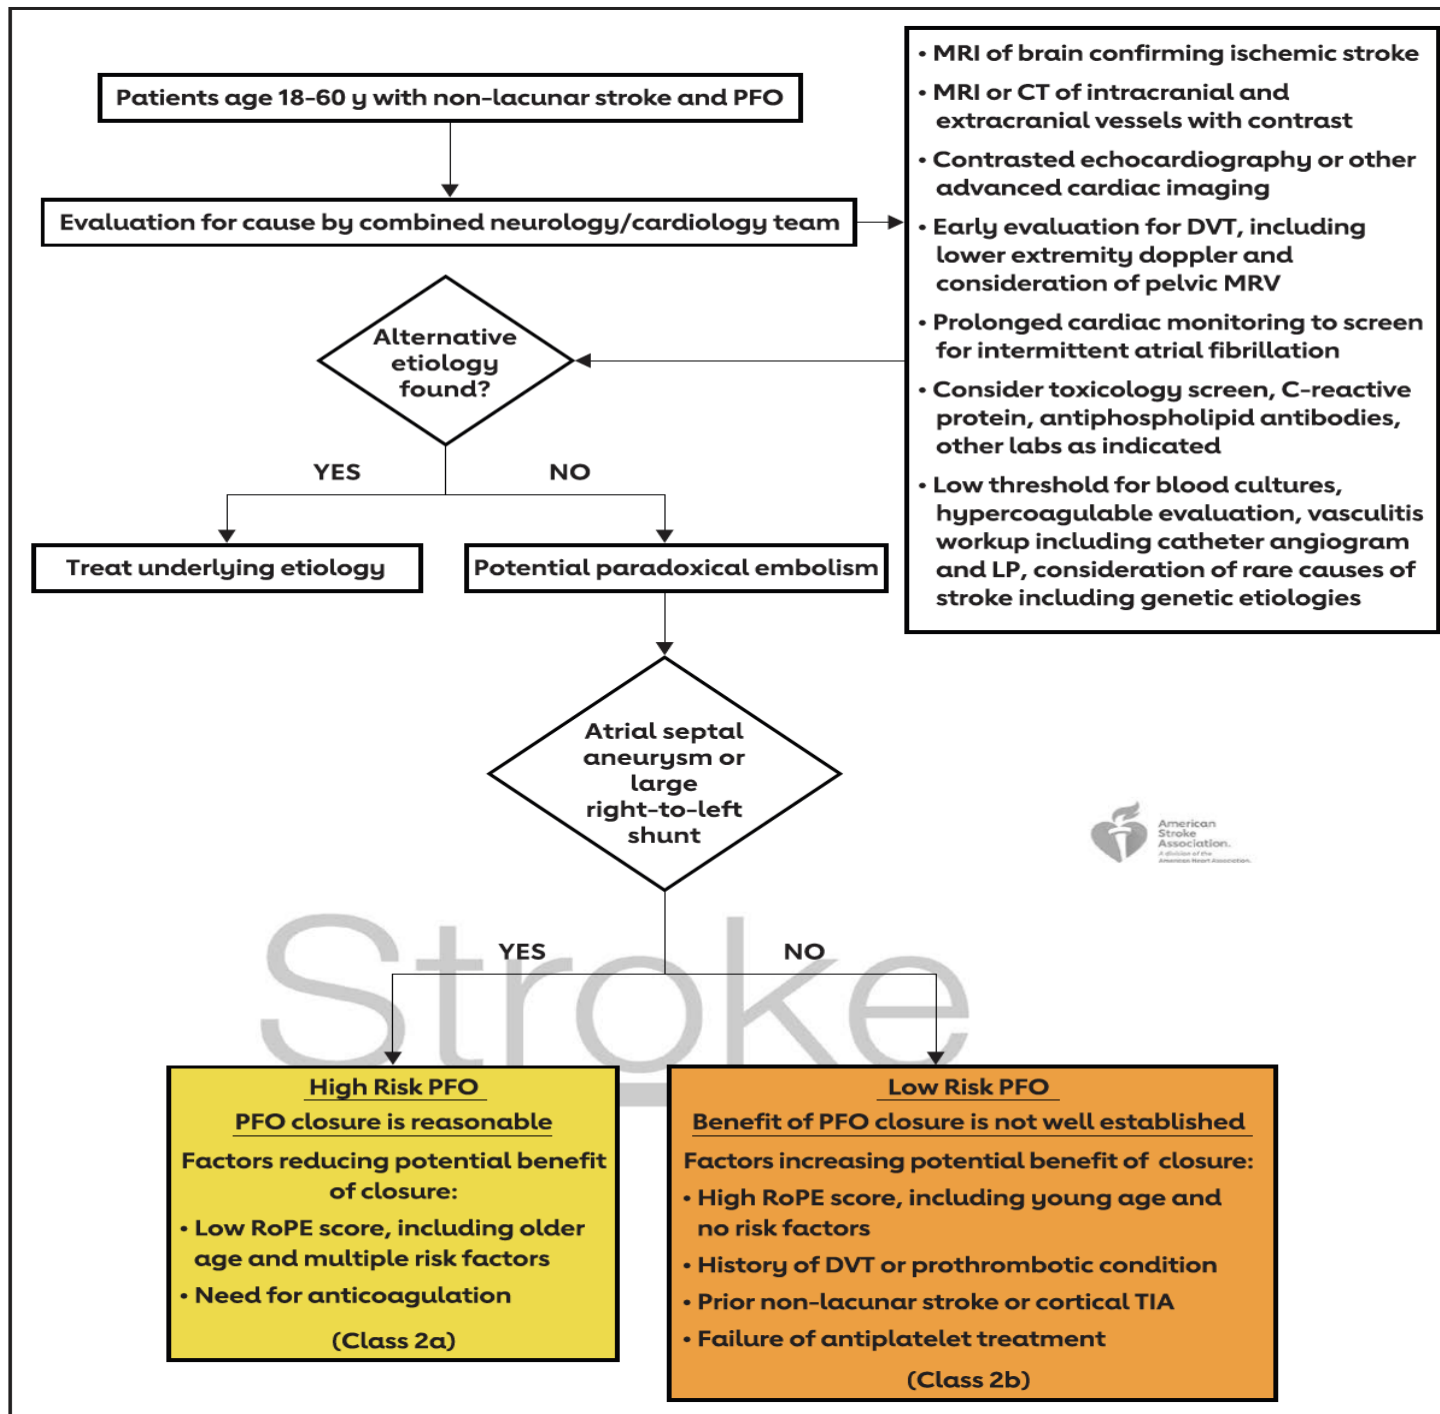 Patients age 18-60 y with non-lacunar stroke and PFO
Evaluation for cause by combined neurology/cardiology team
• MRI of brain confirming ischemic stroke
• MRI or CT of intracranial and
extracranial vessels with contrast
• Contrasted echocardiography or other
advanced cardiac imaging
• Early evaluation for DVT, including
lower extremity doppler and
consideration of pelvic MRV
• Prolonged cardiac monitoring to screen
for intermittent atrial fibrillation
• Consider toxicology screen, C-reactive
protein, antiphospholipid antibodies,
other labs as indicated
• Low threshold for blood cultures,
hypercoagulable evaluation, vasculitis
workup including catheter angiogram
and LP, consideration of rare causes of
stroke including genetic etiologies
Alternative
etiology
found?
YES
NO
Treat underlying etiology
Potential paradoxical embolism
Atrial septal
aneurysm or
large
right-to-left
shunt
American
Stroke
Association.
A division of the
American Heart Association.
Stroke
YES
NO
High Risk PFO
PFO closure is reasonable
Factors reducing potential benefit
of closure:
• Low RoPE score, including older
age and multiple risk factors
• Need for anticoagulation
(Class 2a)
Low Risk PFO
Benefit of PFO closure is not well established
Factors increasing potential benefit of closure:
• High RoPE score, including young age and
no risk factors
• History of DVT or prothrombotic condition
• Prior non-lacunar stroke or cortical TIA
• Failure of antiplatelet treatment
(Class 2b)